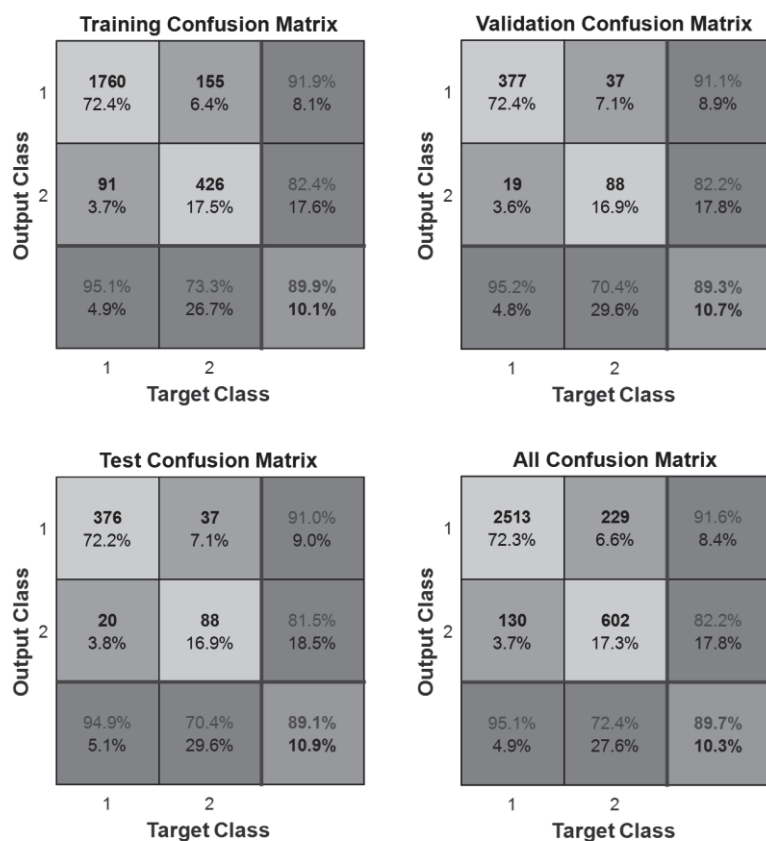 Training Confusion Matrix
Output Class
1
1760 155 91.9%
72.4% 6.4% 8.1%
2
91 426 82.4%
3.7% 17.5% 17.6%
95.1% 73.3% 89.9%
4.9% 26.7% 10.1%
1 2
Target Class
Validation Confusion Matrix
Output Class
1
377 37 91.1%
72.4% 7.1% 8.9%
2
19 88 82.2%
3.6% 16.9% 17.8%
95.2% 70.4% 89.3%
4.8% 29.6% 10.7%
1 2
Target Class
Test Confusion Matrix
Output Class
1
376 37 91.0%
72.2% 7.1% 9.0%
2
20 88 81.5%
3.8% 16.9% 18.5%
94.9% 70.4% 89.1%
5.1% 29.6% 10.9%
1 2
Target Class
All Confusion Matrix
Output Class
1
2513 229 91.6%
72.3% 6.6% 8.4%
2
130 602 82.2%
3.7% 17.3% 17.8%
95.1% 72.4% 89.7%
4.9% 27.6% 10.3%
1 2
Target Class